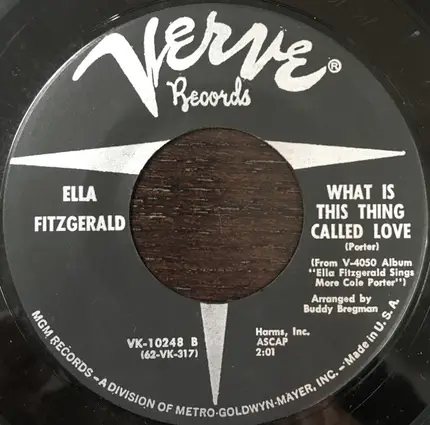 Verve®
Records
ELLA
FITZGERALD
WHAT IS
THIS THING
CALLED LOVE
(Porter)
(From V-4050 Album
"Ella Fitzgerald Sings
More Cole Porter")
Arranged by
Buddy Bregman
VK-10248 B
(62-VK-317)
Harms, Inc.
ASCAP
2:01
MGM RECORDS—A DIVISION OF METRO-GOLDWYN-MAYER, INC.—Made in U.S.A.